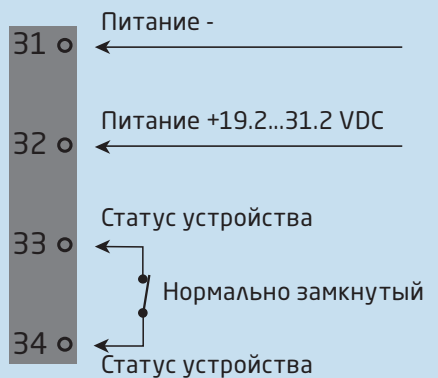 Питание -
31
Питание +19.2...31.2 VDC
32
Статус устройства
33
Нормально замкнутый
34
Статус устройства